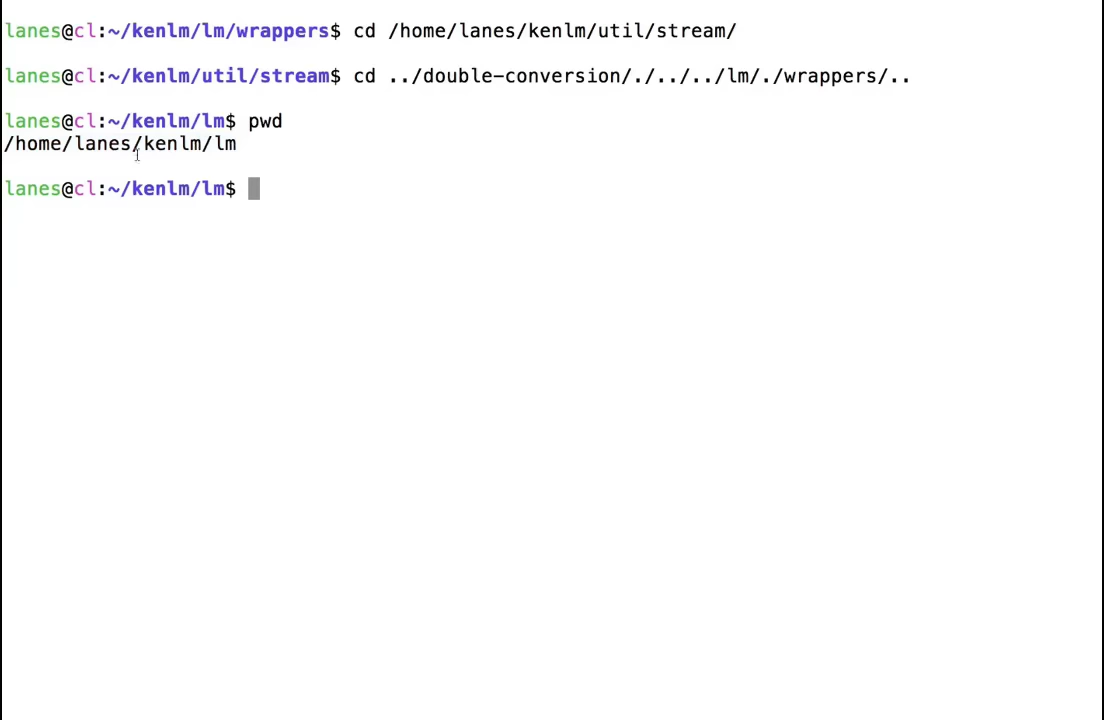 lanes@cl:~/kenlm/lm/wrappers$ cd /home/lanes/kenlm/util/stream/
lanes@cl:~/kenlm/util/stream$ cd ../double-conversion/./../../lm/./wrappers/..
lanes@cl:~/kenlm/lm$ pwd
/home/lanes/kenlm/lm
lanes@cl:~/kenlm/lm$